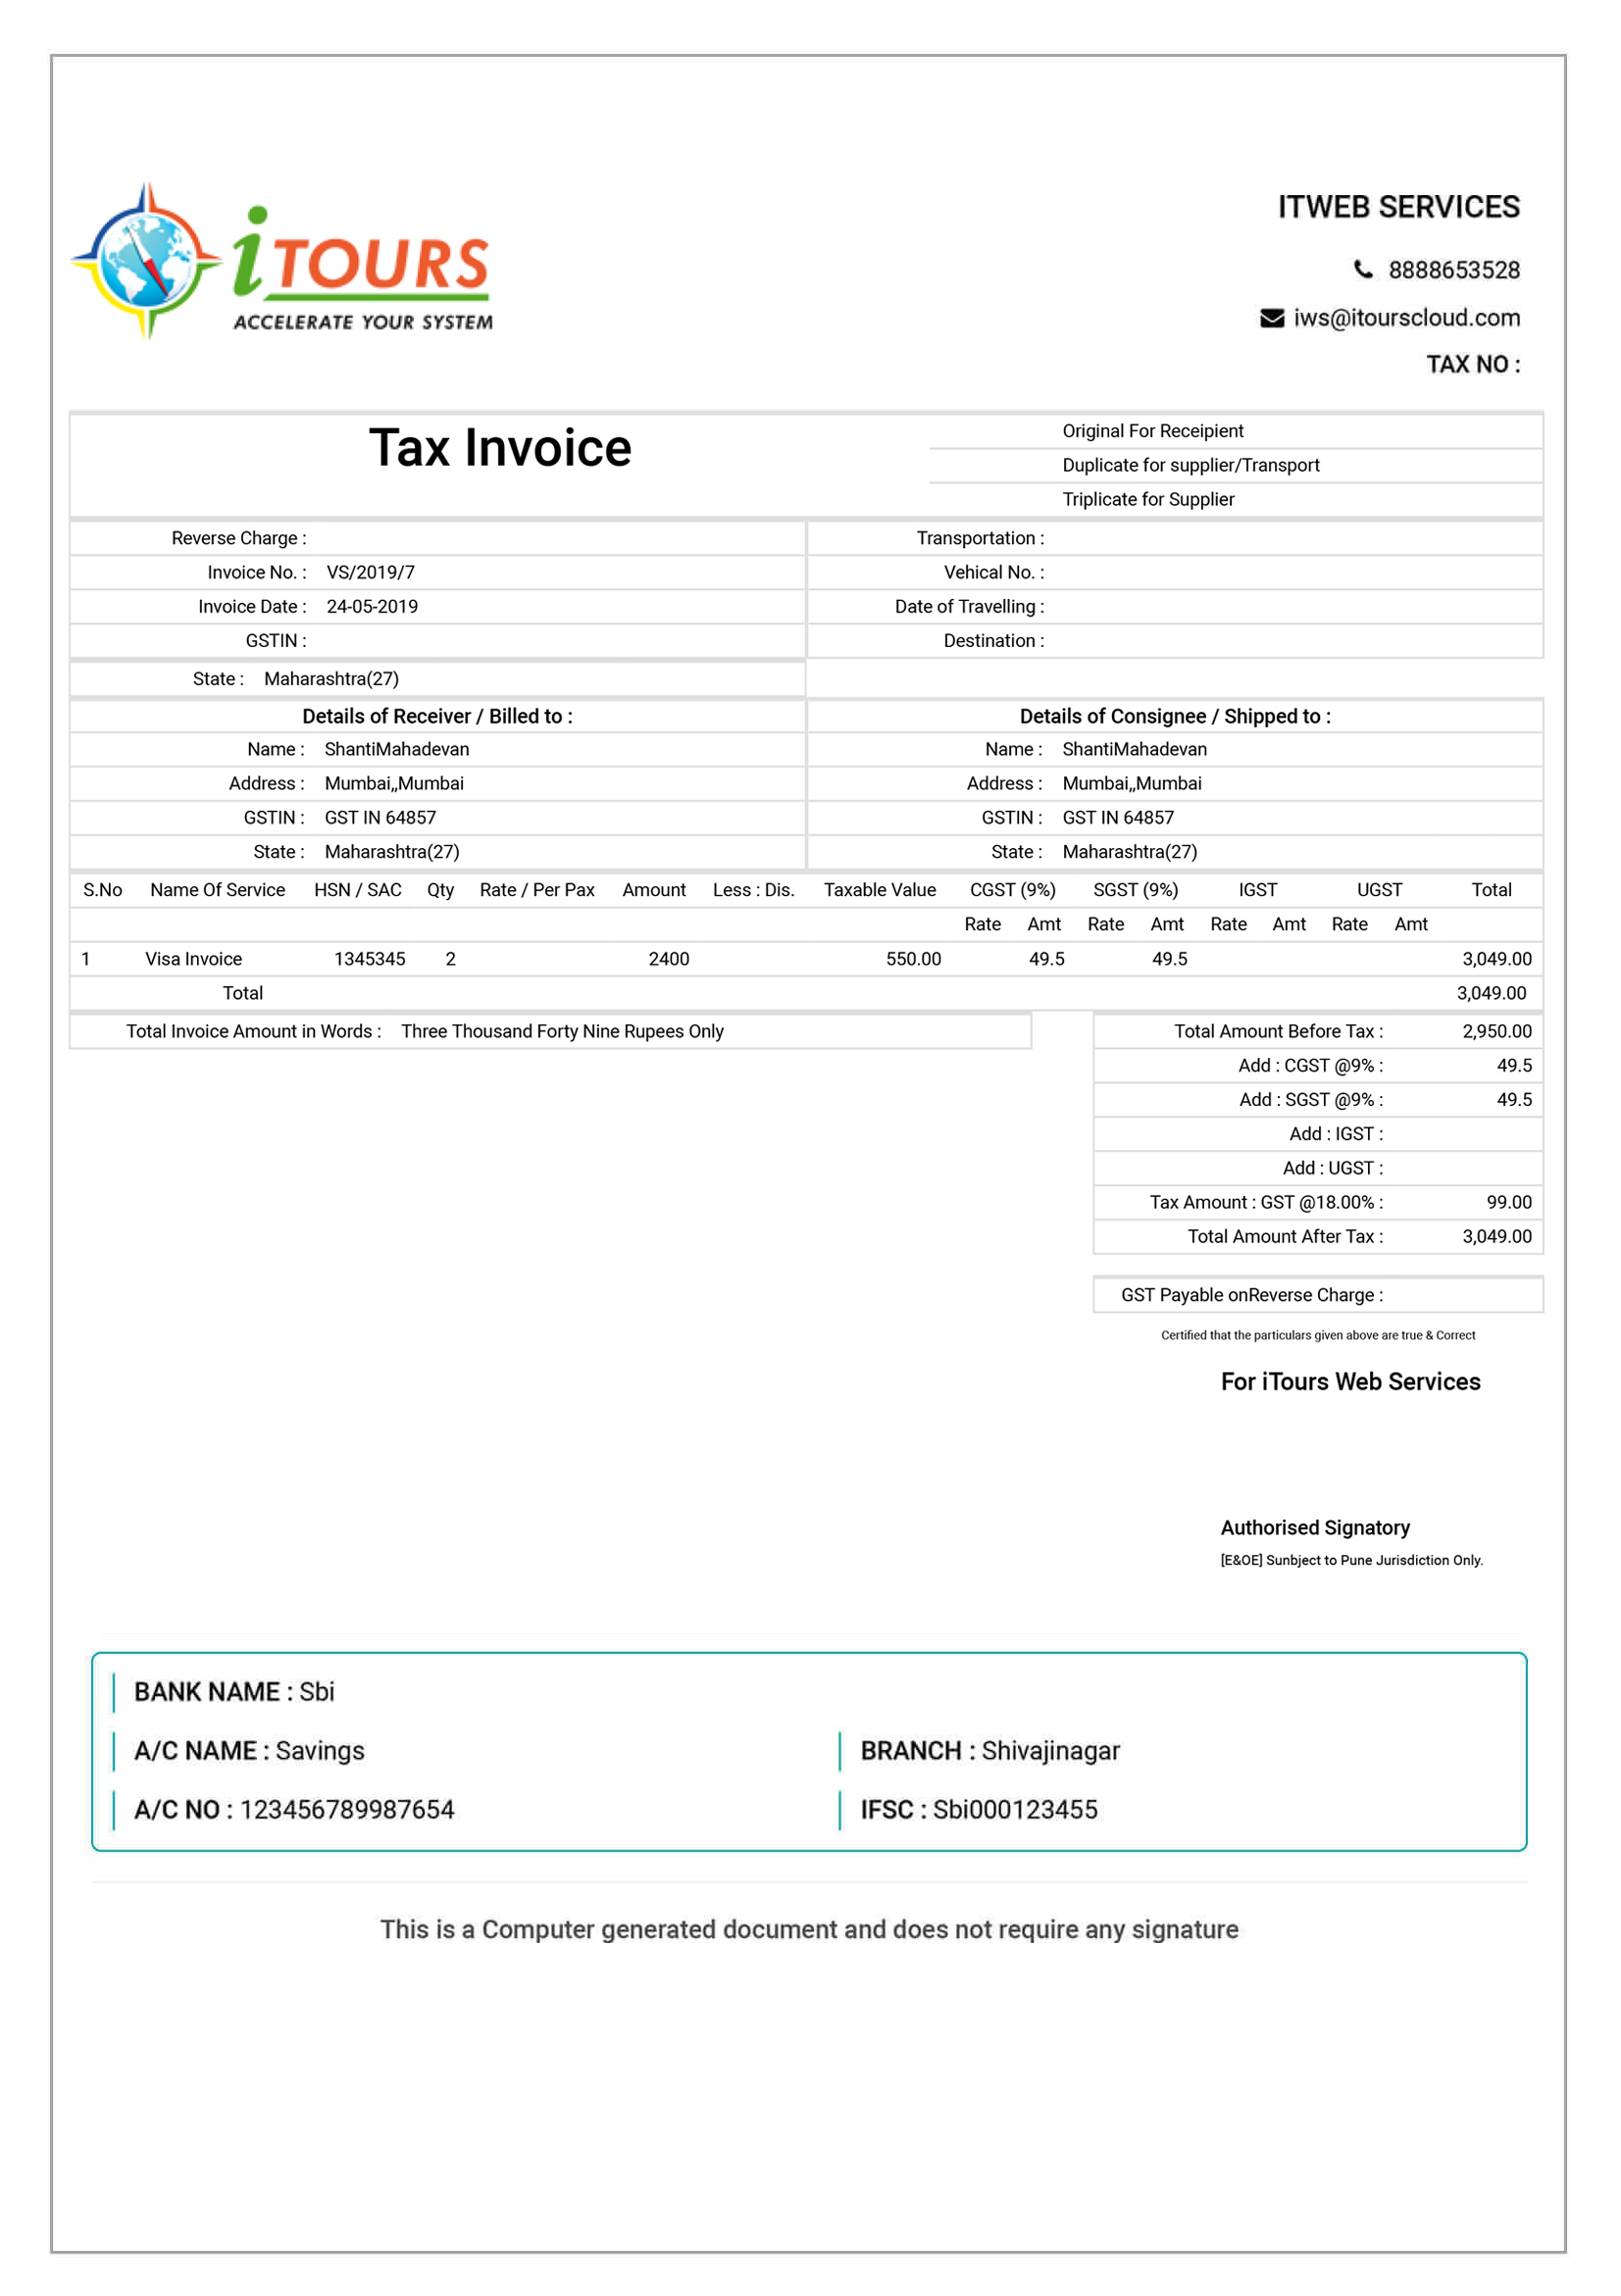 iTOURS
ACCELERATE YOUR SYSTEM
ITWEB SERVICES
8888653528
iws@itourscloud.com
TAX NO :
Tax Invoice
Original For Receipient
Duplicate for supplier/Transport
Triplicate for Supplier
Reverse Charge : Transportation :
Invoice No. : VS/2019/7 Vehical No. :
Invoice Date : 24-05-2019 Date of Travelling :
GSTIN : Destination :
State : Maharashtra(27)
Details of Receiver / Billed to : Details of Consignee / Shipped to :
Name : ShantiMahadevan Name : ShantiMahadevan
Address : Mumbai,,Mumbai Address : Mumbai,,Mumbai
GSTIN : GST IN 64857 GSTIN : GST IN 64857
State : Maharashtra(27) State : Maharashtra(27)
S.No Name Of Service HSN / SAC Qty Rate / Per Pax Amount Less : Dis. Taxable Value CGST (9%) SGST (9%) IGST UGST Total
Rate Amt Rate Amt Rate Amt Rate Amt
1 Visa Invoice 1345345 2 2400 550.00 49.5 49.5 3,049.00
Total 3,049.00
Total Invoice Amount in Words : Three Thousand Forty Nine Rupees Only Total Amount Before Tax : 2,950.00
Add : CGST @9% : 49.5
Add : SGST @9% : 49.5
Add : IGST :
Add : UGST :
Tax Amount : GST @18.00% : 99.00
Total Amount After Tax : 3,049.00
GST Payable onReverse Charge :
Certified that the particulars given above are true & Correct
For iTours Web Services
Authorised Signatory
[E&OE] Sunbject to Pune Jurisdiction Only.
BANK NAME : Sbi
A/C NAME : Savings BRANCH : Shivajinagar
A/C NO : 123456789987654 IFSC : Sbi000123455
This is a Computer generated document and does not require any signature